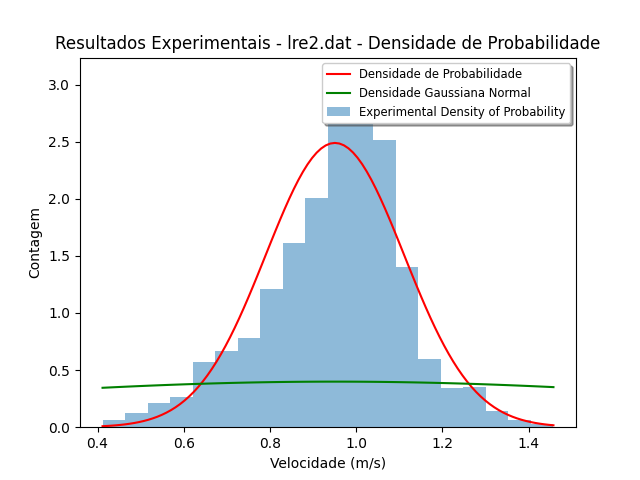 Resultados Experimentais - lre2.dat - Densidade de Probabilidade
Densidade de Probabilidade
Densidade Gaussiana Normal
Experimental Density of Probability
3.0
2.5
2.0
1.5
1.0
0.5
0.0
Contagem
0.4 0.6 0.8 1.0 1.2 1.4
Velocidade (m/s)